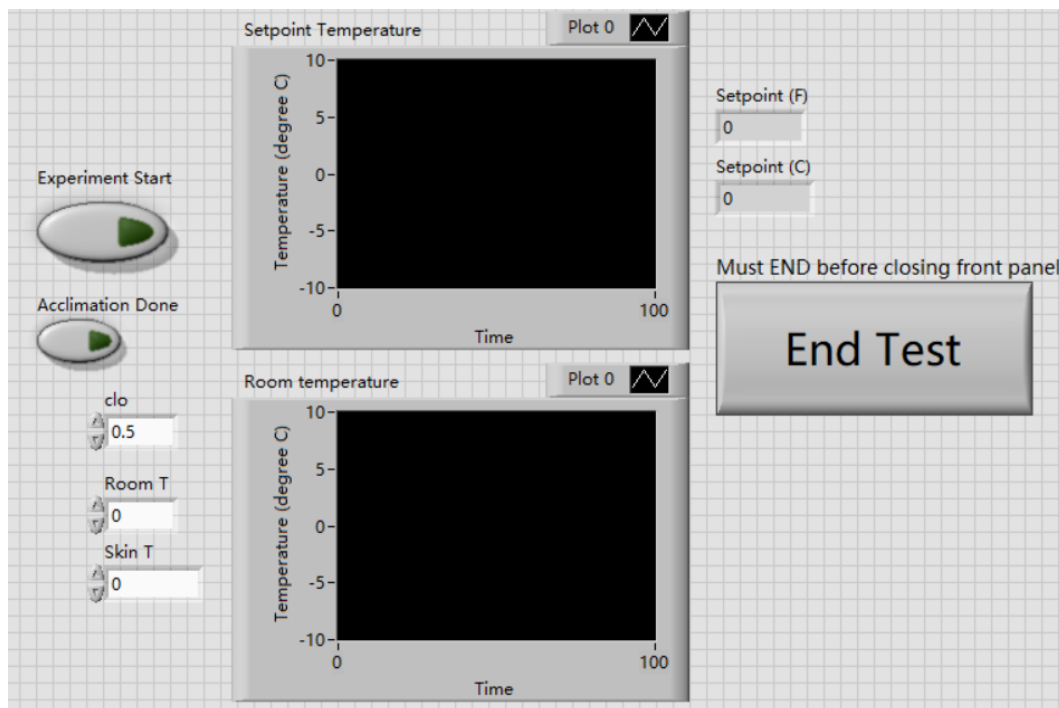 Setpoint Temperature
Plot 0
10
5
0
-5
-10
Temperature (degree C)
0
100
Time
Setpoint (F)
0
Setpoint (C)
0
Experiment Start
Acclimation Done
Must END before closing front panel
End Test
clo
0.5
Room T
0
Skin T
0
Room temperature
Plot 0
10
5
0
-5
-10
Temperature (degree C)
0
100
Time